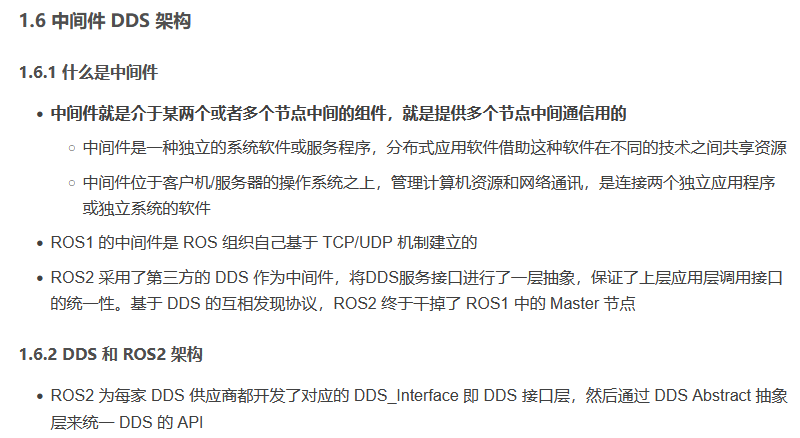 1.6 中间件 DDS 架构
1.6.1 什么是中间件
中间件就是介于某两个或者多个节点中间的组件，就是提供多个节点中间通信用的
中间件是一种独立的系统软件或服务程序，分布式应用软件借助这种软件在不同的技术之间共享资源
中间件位于客户机/服务器的操作系统之上，管理计算机资源和网络通讯，是连接两个独立应用程序
或独立系统的软件
ROS1 的中间件是 ROS 组织自己基于 TCP/UDP 机制建立的
ROS2 采用了第三方的 DDS 作为中间件，将DDS服务接口进行了一层抽象，保证了上层应用层调用接口
的统一性。基于 DDS 的互相发现协议，ROS2 终于干掉了 ROS1 中的 Master 节点
1.6.2 DDS 和 ROS2 架构
ROS2 为每家 DDS 供应商都开发了对应的 DDS_Interface 即 DDS 接口层，然后通过 DDS Abstract 抽象
层来统一 DDS 的 API